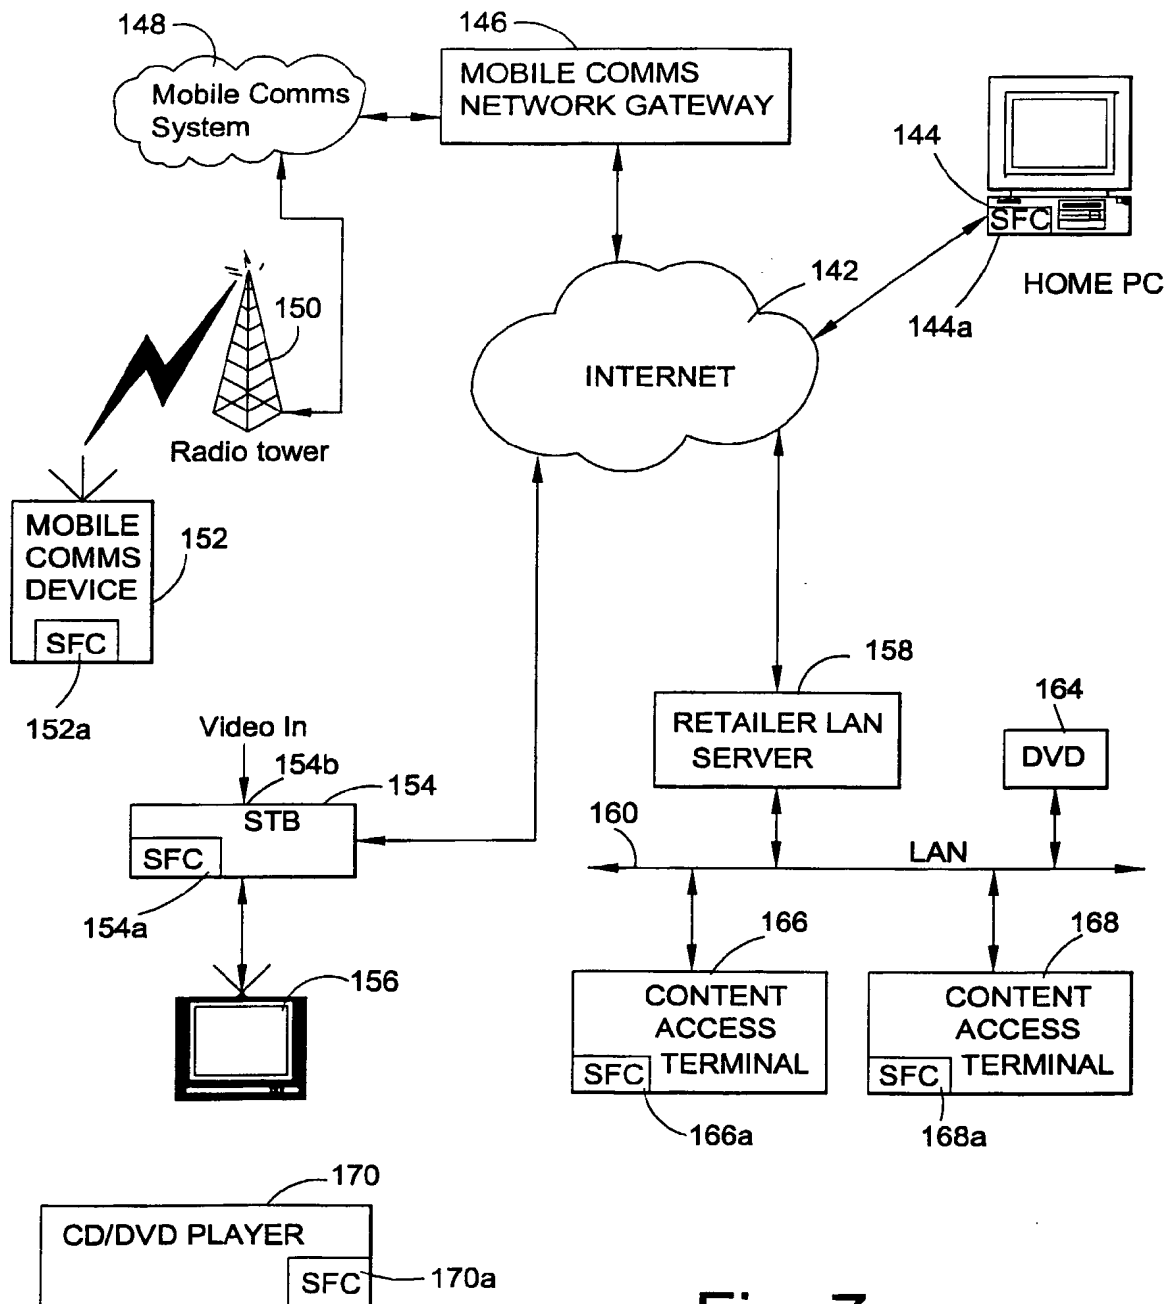 148
146
Mobile Comms
System
MOBILE COMMS
NETWORK GATEWAY
144
SFC
HOME PC
144a
142
INTERNET
150
Radio tower
MOBILE
COMMS
DEVICE
SFC
152
152a
Video In
154b
154
STB
SFC
154a
156
158
RETAILER LAN
SERVER
164
DVD
160
LAN
166
168
CONTENT
ACCESS
TERMINAL
SFC
166a
CONTENT
ACCESS
TERMINAL
SFC
168a
170
CD/DVD PLAYER
SFC
170a